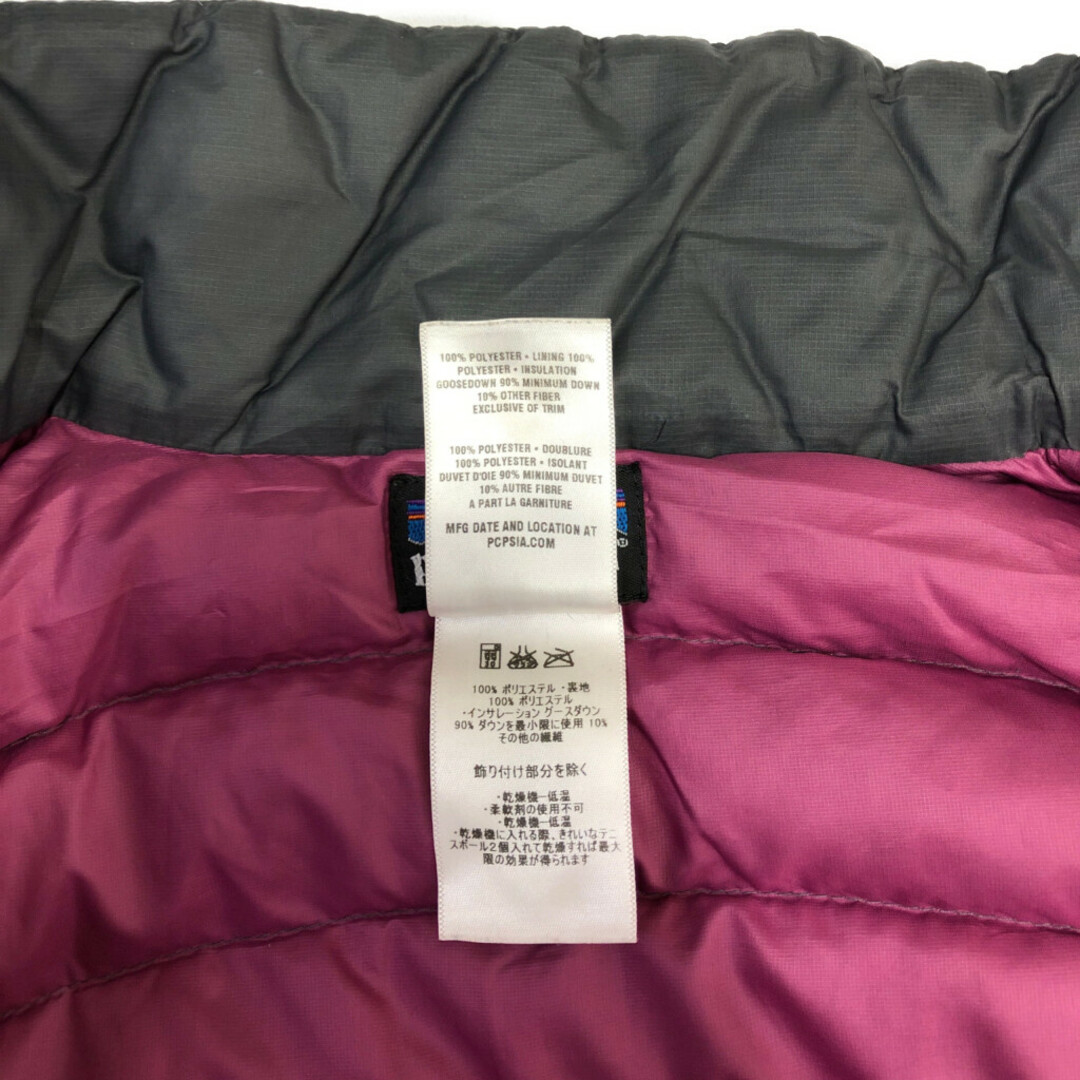 100% POLYESTER • LINING 100%
POLYESTER • INSULATION
GOOSEDOWN 90% MINIMUM DOWN
10% OTHER FIBER
EXCLUSIVE OF TRIM
100% POLYESTER • DOUBLURE
100% POLYESTER • ISOLANT
DUVET D'OIE 90% MINIMUM DUVET
10% AUTRE FIBRE
A PART LA GARNITURE
MFG DATE AND LOCATION AT
PCPSIA.COM
100% ポリエステル ・裏地
100% ポリエステル
・インサレーション グースダウン
90% ダウンを最小限に使用 10%
その他の繊維
飾り付け部分を除く
・乾燥機ー低温
・柔軟剤の使用不可
・乾燥機ー低温
・乾燥機に入れる際、きれいなテニ
スボール2個入れて乾燥すれば最大
限の効果が得られます